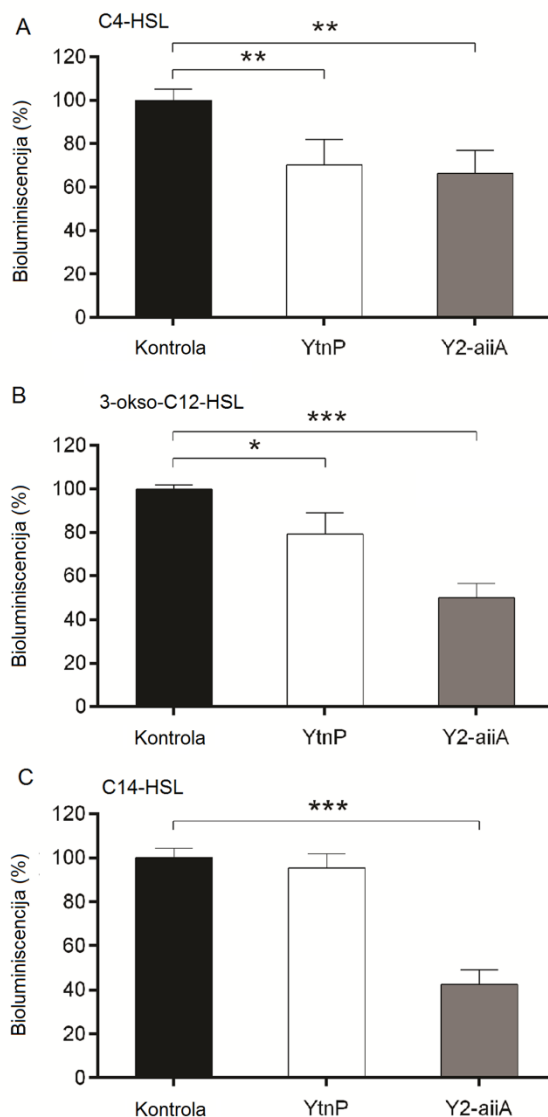 A
C4-HSL
**
**
Bioluminiscencija (%)
120
100
80
60
40
20
0
Kontrola
YtnP
Y2-aiiA
B
3-okso-C12-HSL
***
*
Bioluminiscencija (%)
120
100
80
60
40
20
0
Kontrola
YtnP
Y2-aiiA
C
C14-HSL
***
Bioluminiscencija (%)
120
100
80
60
40
20
0
Kontrola
YtnP
Y2-aiiA